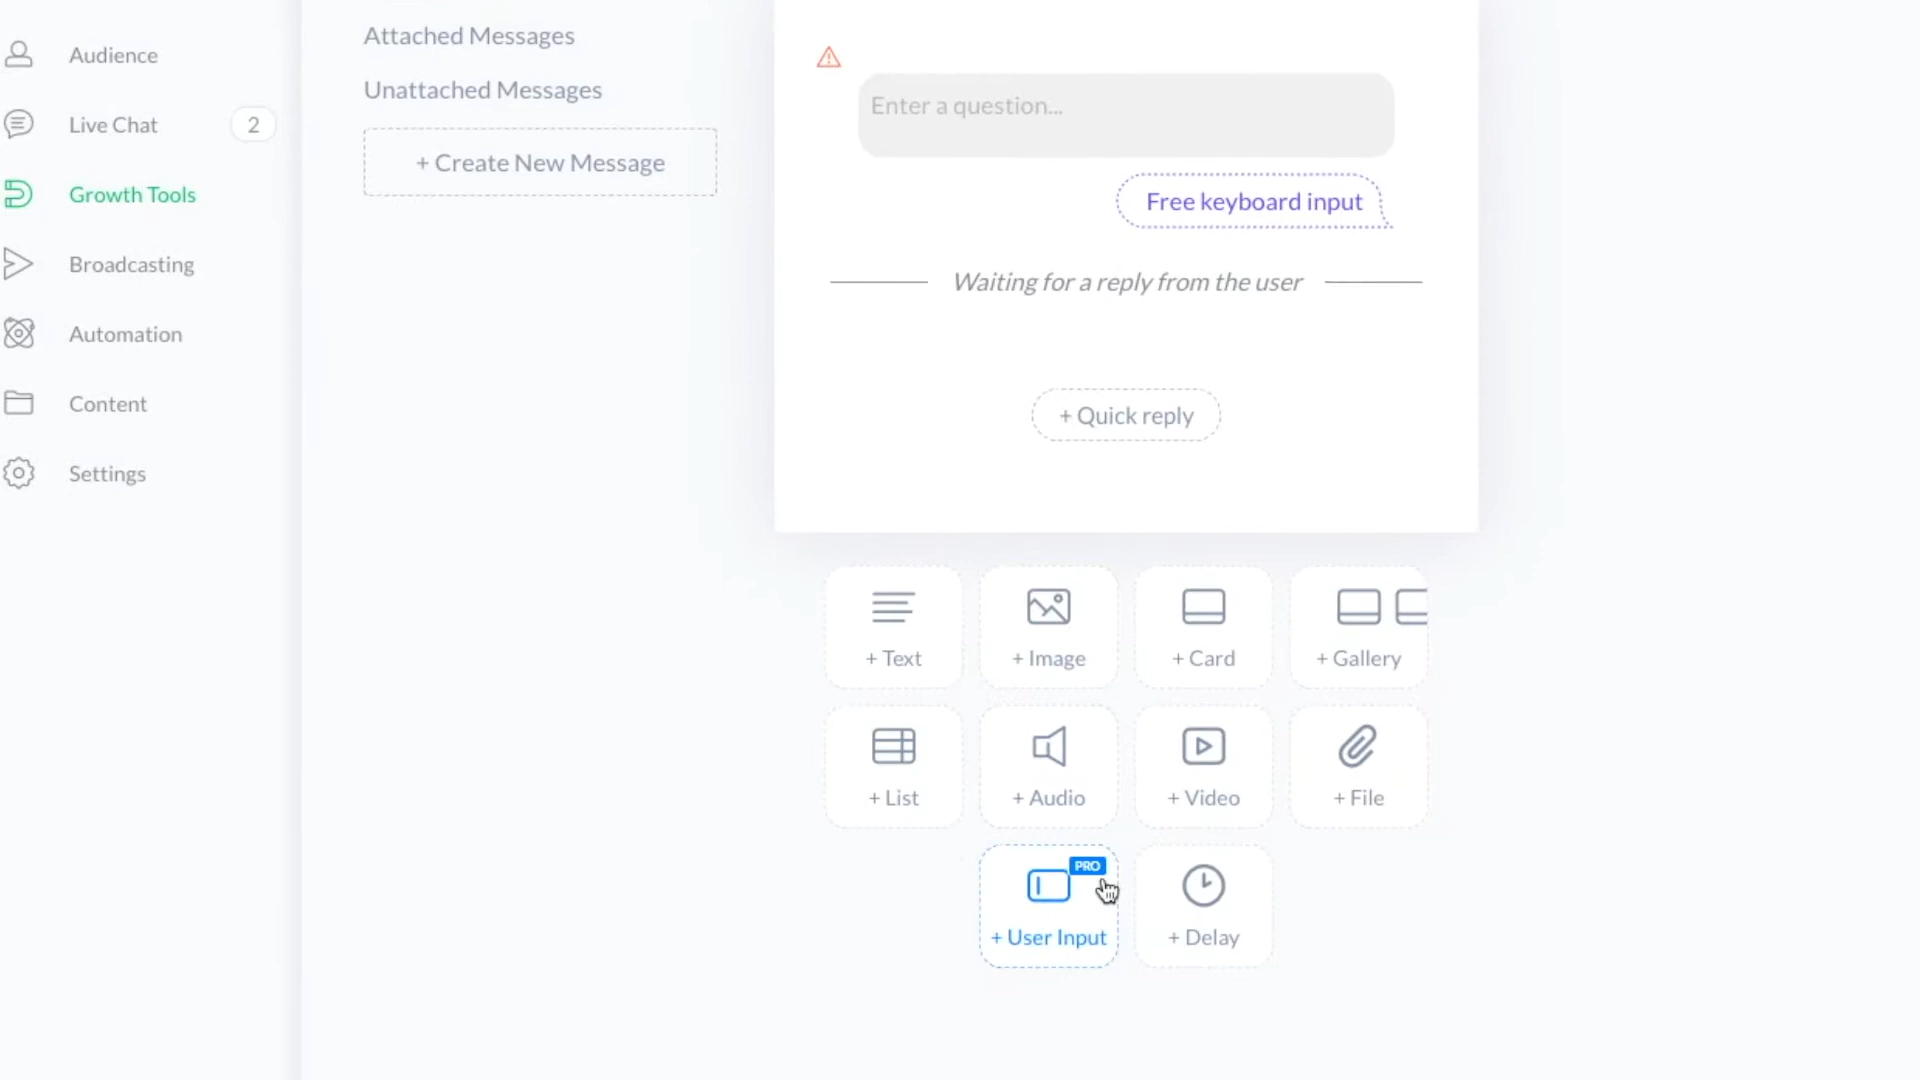 Audience
Live Chat 2
Growth Tools
Broadcasting
Automation
Content
Settings
Attached Messages
Unattached Messages
+ Create New Message
Enter a question...
Free keyboard input
Waiting for a reply from the user
+ Quick reply
+ Text + Image + Card + Gallery
+ List + Audio + Video + File
PRO
+ User Input + Delay